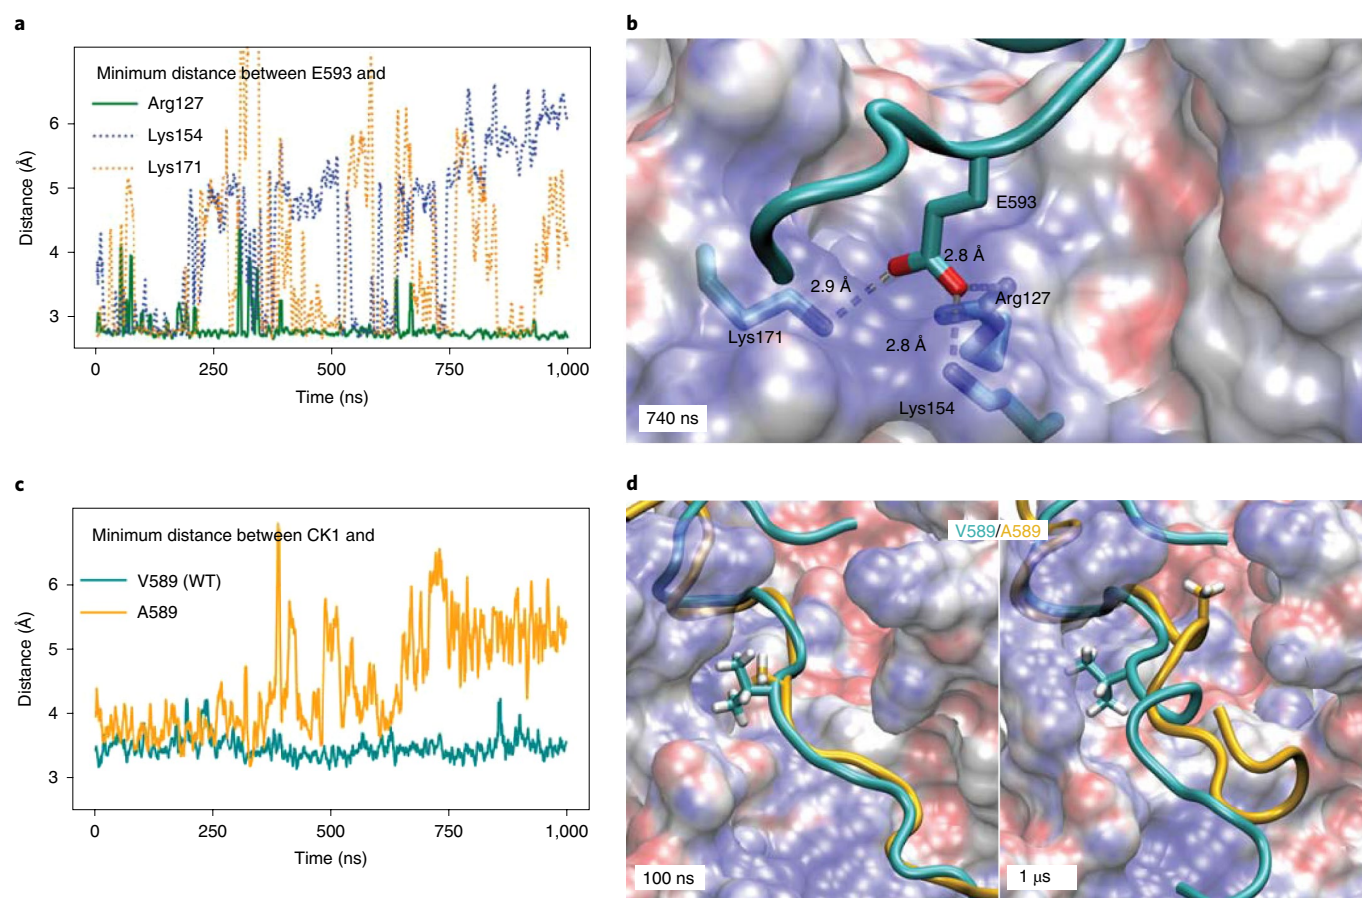 a
Minimum distance between E593 and
Arg127
Lys154
Lys171
6
5
4
3
Distance (Å)
0 250 500 750 1,000
Time (ns)
b
E593
2.8 Å
2.9 Å
Arg127
Lys171
2.8 Å
Lys154
740 ns
c
Minimum distance between CK1 and
V589 (WT)
A589
6
5
4
3
Distance (Å)
0 250 500 750 1,000
Time (ns)
d
V589/A589
100 ns
1 μs